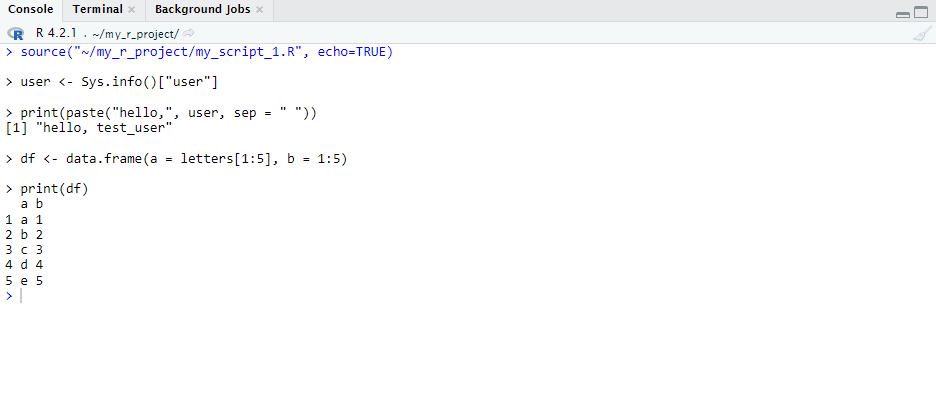 Console Terminal × Background Jobs ×
R R 4.2.1 . ~/my_r_project/
> source("~/my_r_project/my_script_1.R", echo=TRUE)
> user <- Sys.info()["user"]
> print(paste("hello,", user, sep = " "))
[1] "hello, test_user"
> df <- data.frame(a = letters[1:5], b = 1:5)
> print(df)
  a b
1 a 1
2 b 2
3 c 3
4 d 4
5 e 5
>